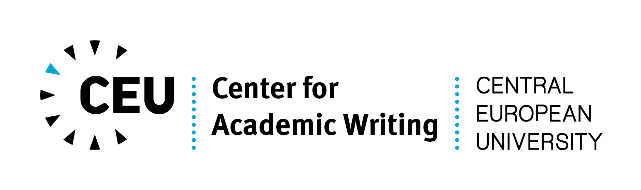 CEU
Center for
Academic Writing
CENTRAL
EUROPEAN
UNIVERSITY